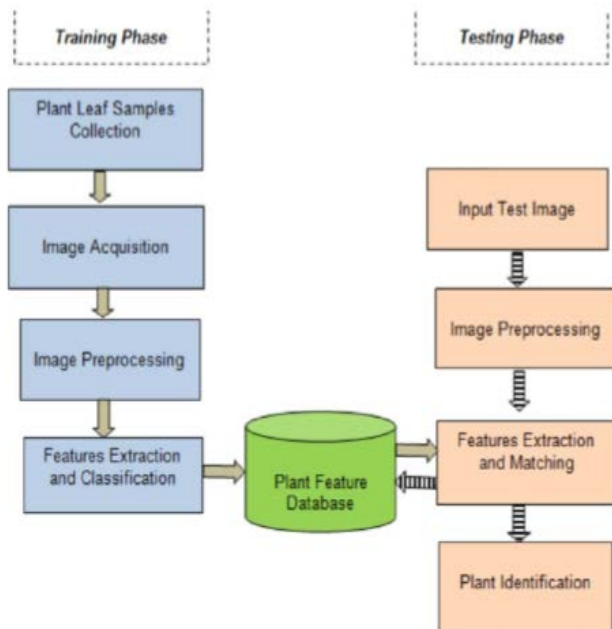 Training Phase
Testing Phase
Plant Leaf Samples
Collection
Image Acquisition
Image Preprocessing
Features Extraction
and Classification
Plant Feature
Database
Input Test Image
Image Preprocessing
Features Extraction
and Matching
Plant Identification